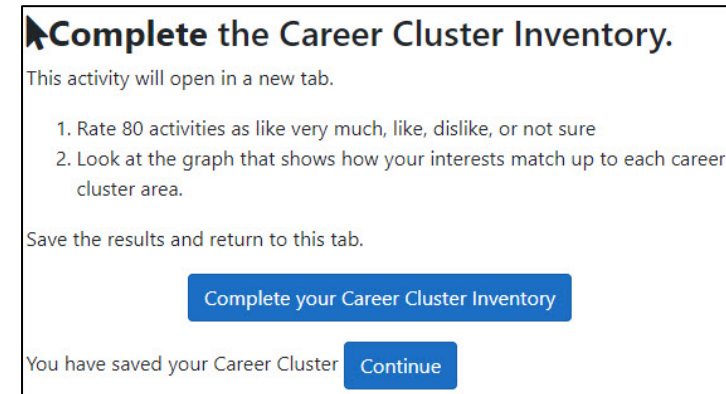 Complete the Career Cluster Inventory.
This activity will open in a new tab.
1. Rate 80 activities as like very much, like, dislike, or not sure
2. Look at the graph that shows how your interests match up to each career
cluster area.
Save the results and return to this tab.
Complete your Career Cluster Inventory
You have saved your Career Cluster Continue